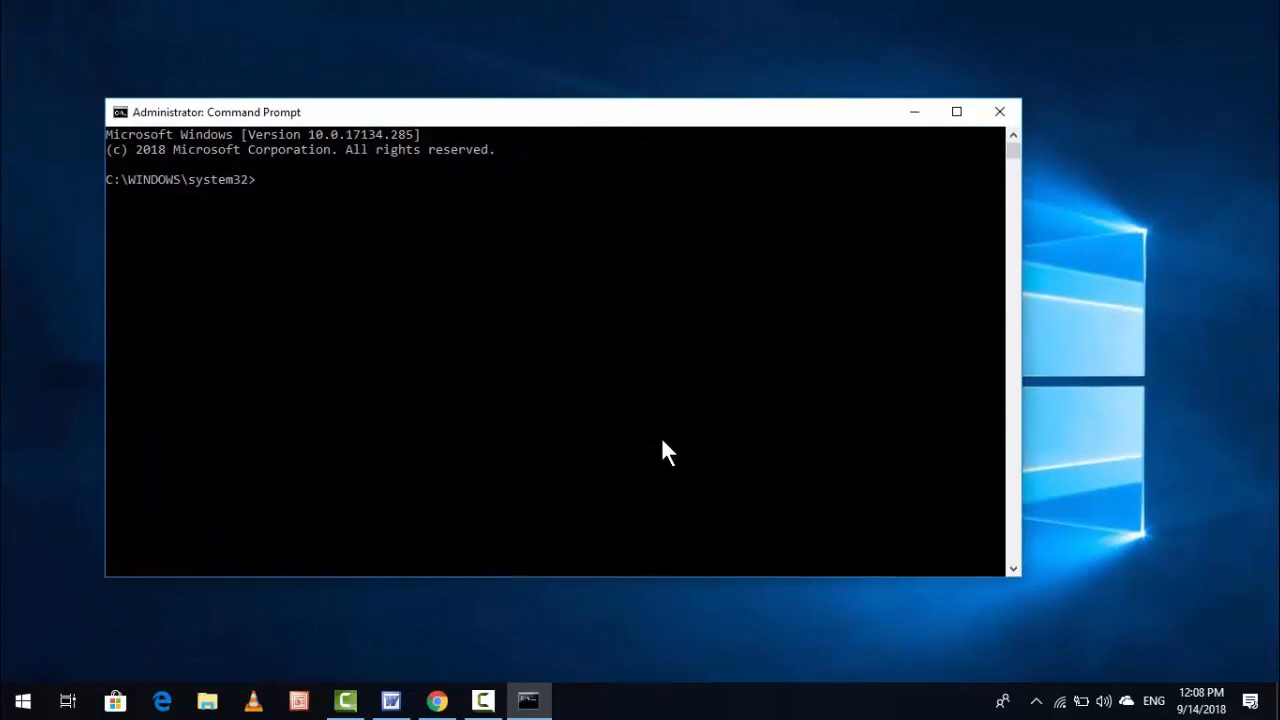 Administrator: Command Prompt
Microsoft Windows [Version 10.0.17134.285]
(c) 2018 Microsoft Corporation. All rights reserved.
C:\WINDOWS\system32>
ENG
12:08 PM
9/14/2018